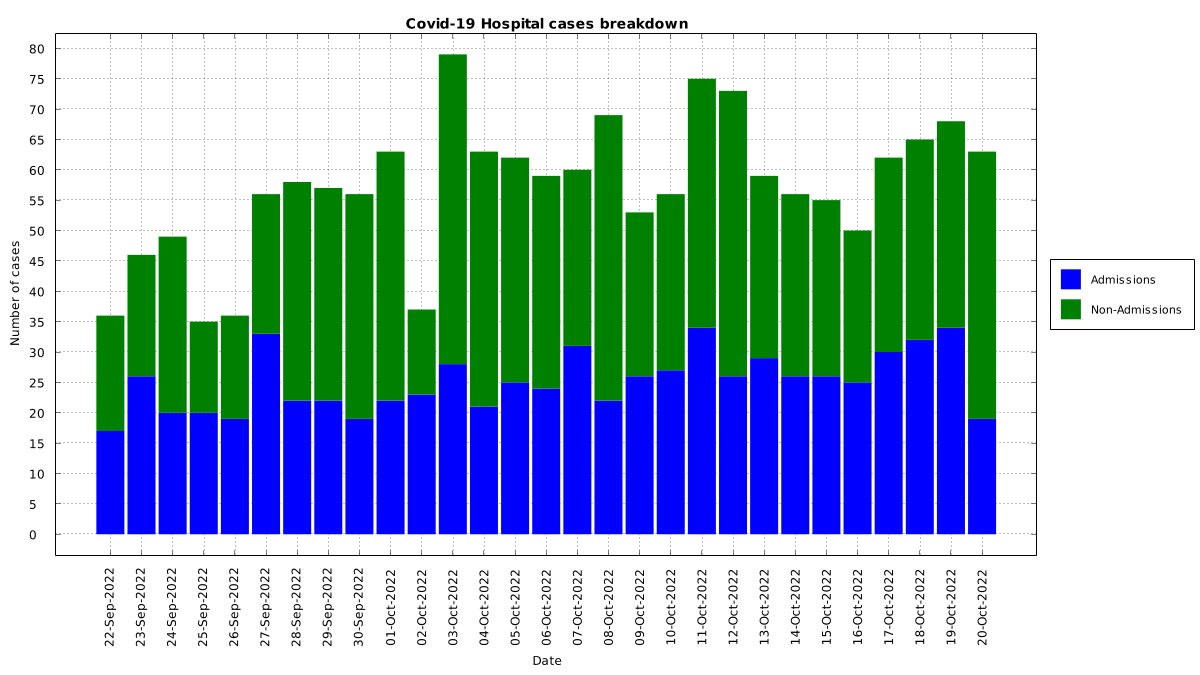 Covid-19 Hospital cases breakdown
80
75
70
65
60
55
50
45
40
35
30
25
20
15
10
5
0
Number of cases
22-Sep-2022
23-Sep-2022
24-Sep-2022
25-Sep-2022
26-Sep-2022
27-Sep-2022
28-Sep-2022
29-Sep-2022
30-Sep-2022
01-Oct-2022
02-Oct-2022
03-Oct-2022
04-Oct-2022
05-Oct-2022
06-Oct-2022
07-Oct-2022
08-Oct-2022
09-Oct-2022
10-Oct-2022
11-Oct-2022
12-Oct-2022
13-Oct-2022
14-Oct-2022
15-Oct-2022
16-Oct-2022
17-Oct-2022
18-Oct-2022
19-Oct-2022
20-Oct-2022
Date
Admissions
Non-Admissions